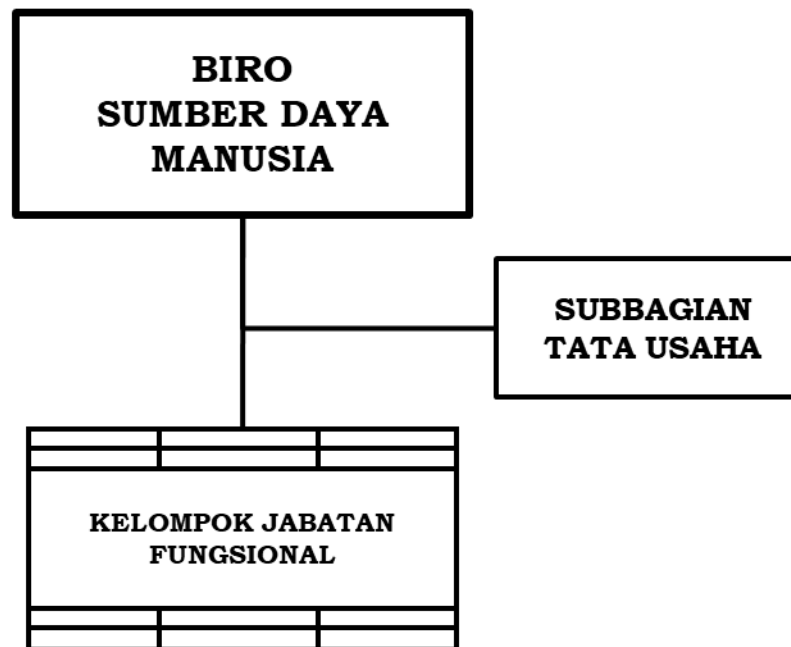 BIRO
SUMBER DAYA
MANUSIA
SUBBAGIAN
TATA USAHA
KELOMPOK JABATAN
FUNGSIONAL